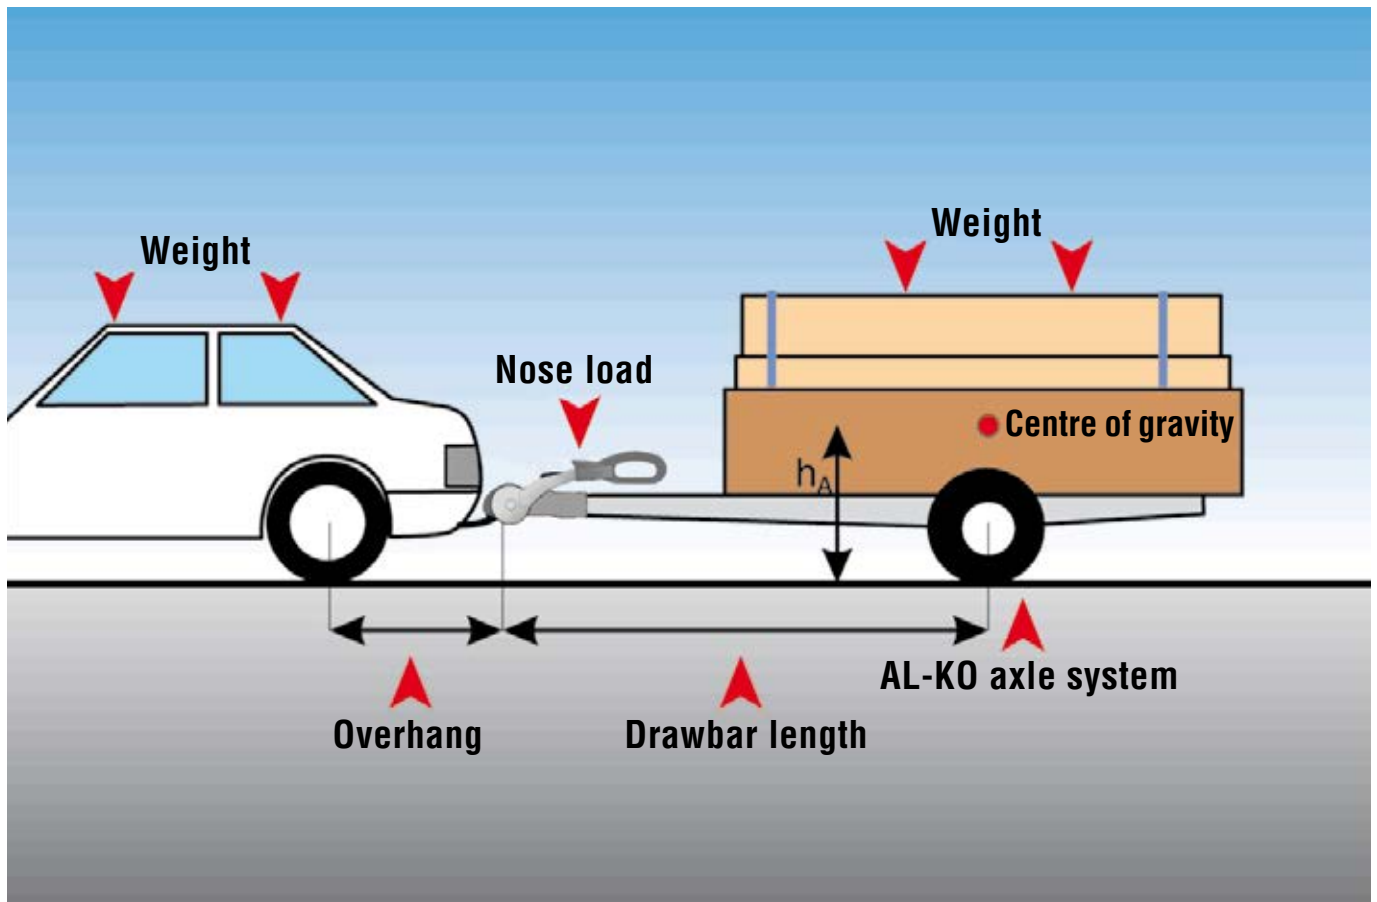 Weight
Weight
Nose load
Centre of gravity
hA
AL-KO axle system
Overhang
Drawbar length